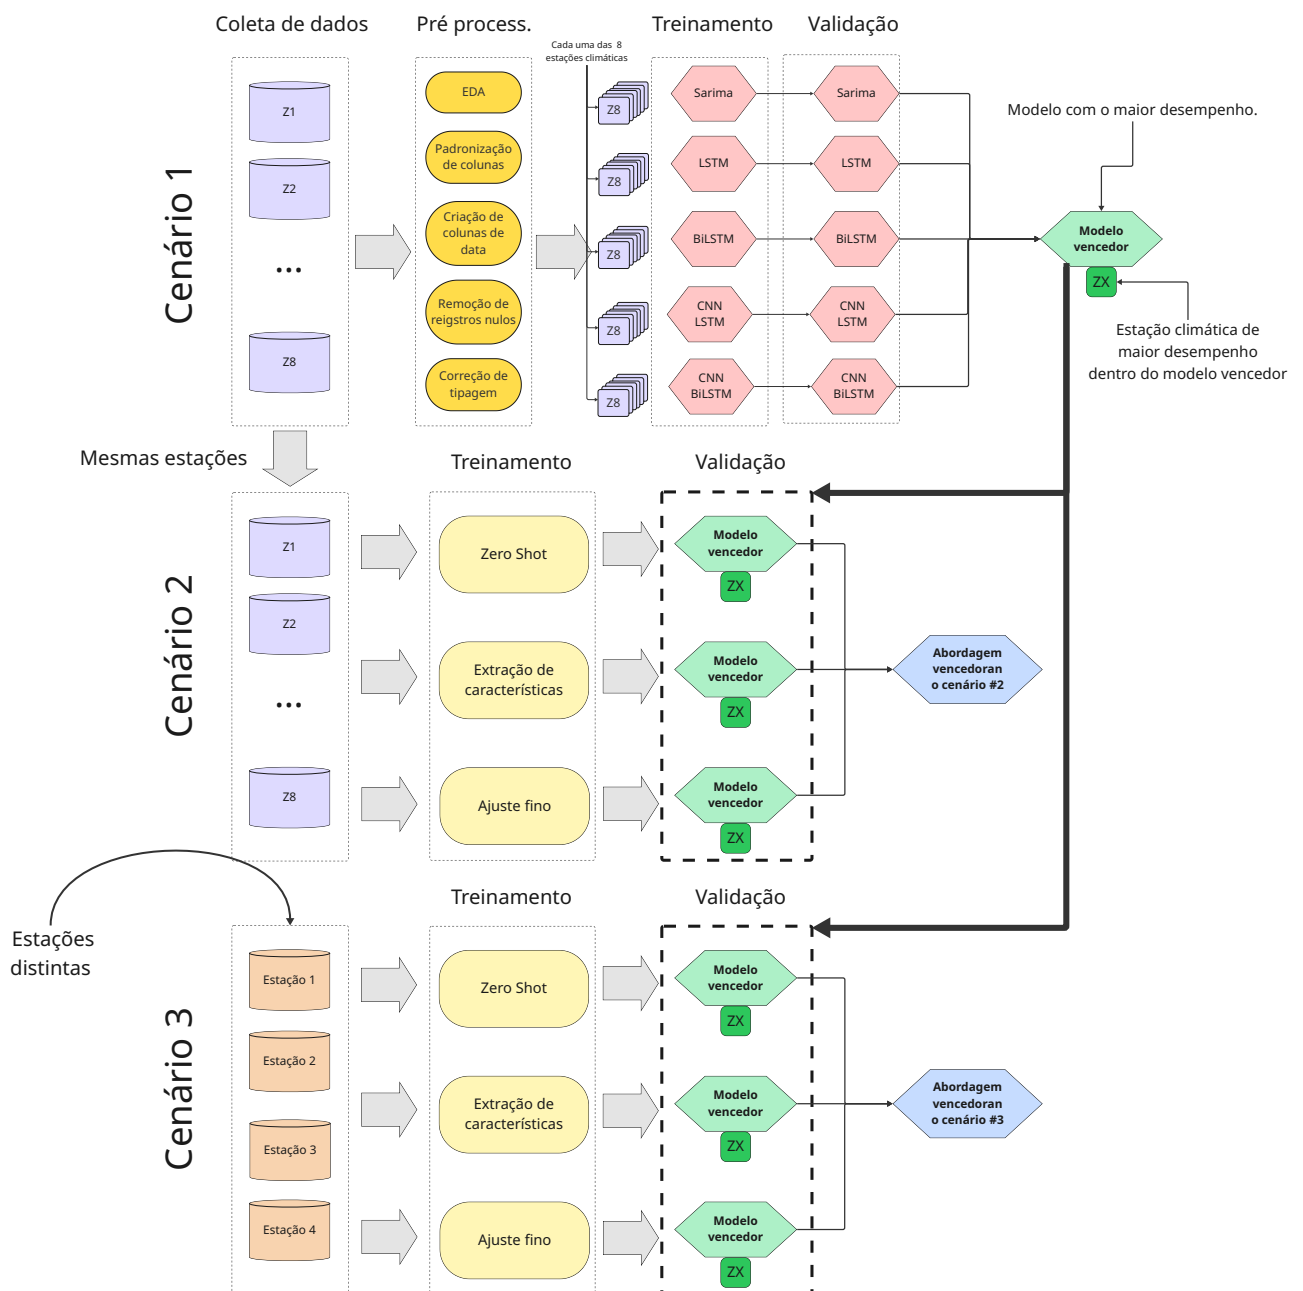 Coleta de dados
Pré process.
Cada uma das 8
estações climáticas
Treinamento
Validação
Cenário 1
Z1
Z2
...
Z8
EDA
Padronização
de colunas
Criação de
colunas de
data
Remoção de
reigstros nulos
Correção de
tipagem
Z8
Z8
Z8
Z8
Z8
Sarima
LSTM
BiLSTM
CNN
LSTM
CNN
BiLSTM
Sarima
LSTM
BiLSTM
CNN
LSTM
CNN
BiLSTM
Modelo com o maior desempenho.
Modelo
vencedor
ZX
Estação climática de
maior desempenho
dentro do modelo vencedor
Mesmas estações
Treinamento
Validação
Cenário 2
Z1
Z2
...
Z8
Zero Shot
Extração de
características
Ajuste fino
Modelo
vencedor
ZX
Modelo
vencedor
ZX
Modelo
vencedor
ZX
Abordagem
vencedoran
o cenário #2
Estações
distintas
Treinamento
Validação
Cenário 3
Estação 1
Estação 2
Estação 3
Estação 4
Zero Shot
Extração de
características
Ajuste fino
Modelo
vencedor
ZX
Modelo
vencedor
ZX
Modelo
vencedor
ZX
Abordagem
vencedoran
o cenário #3